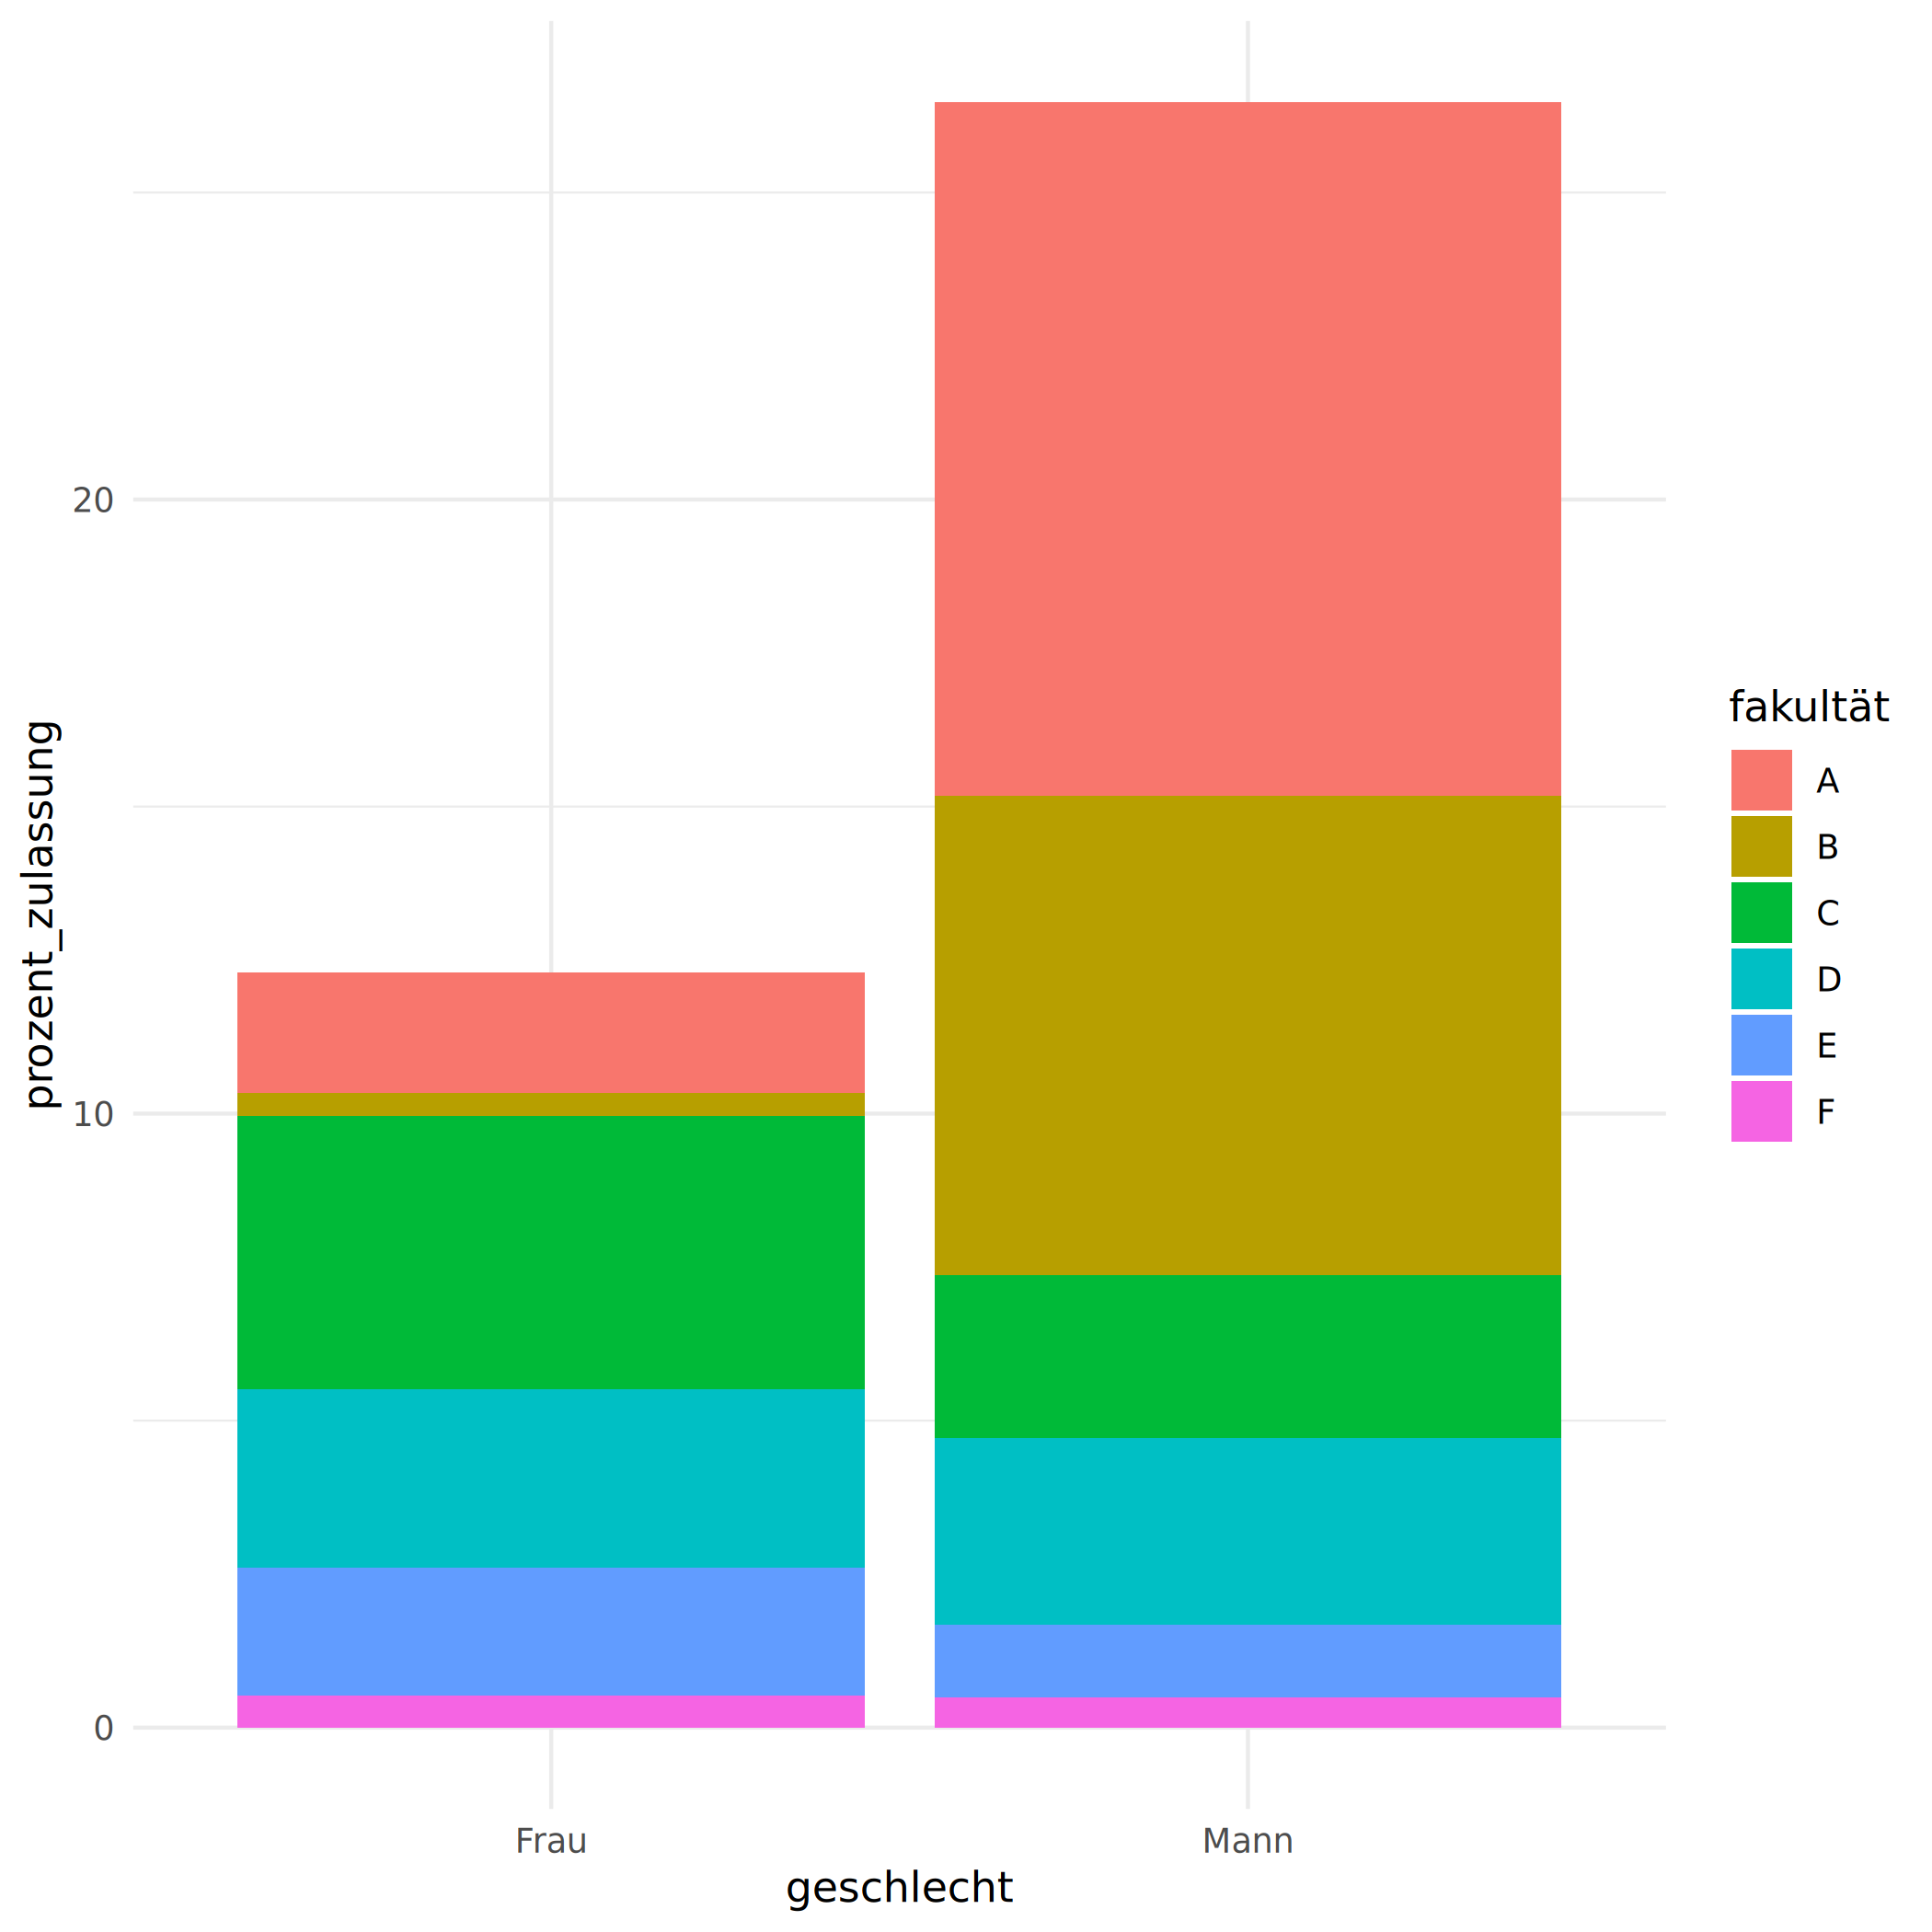 prozent_zulassung
20
10
0
Frau
Mann
geschlecht
fakultät
A
B
C
D
E
F